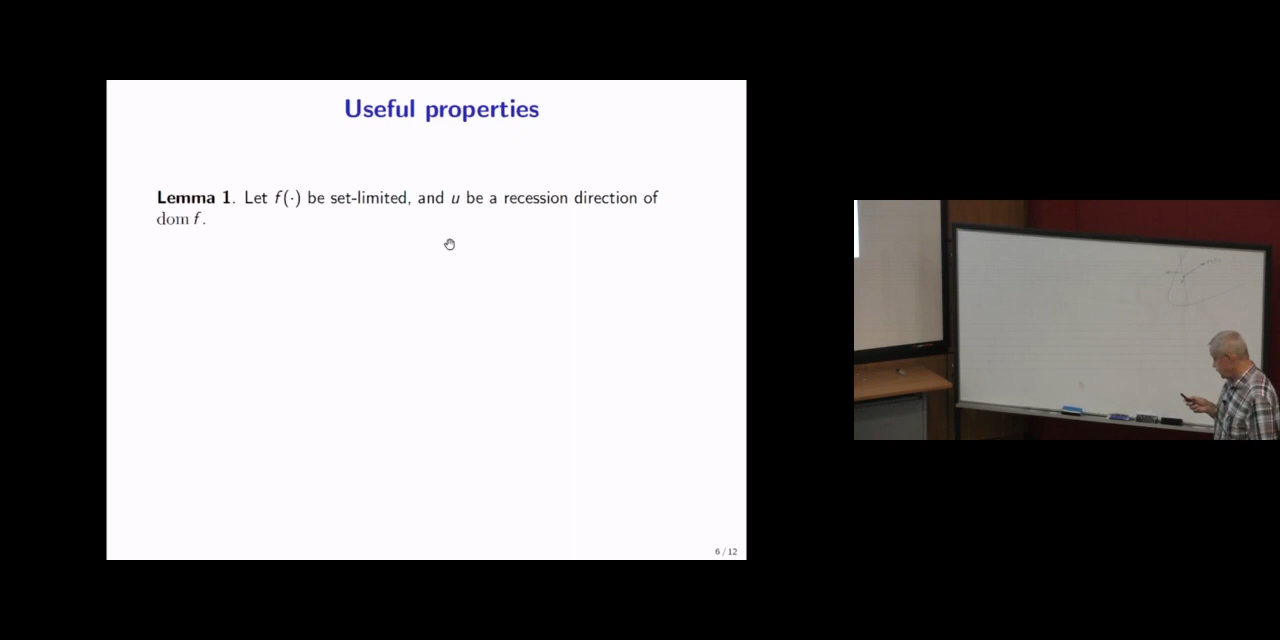 Useful properties
Lemma 1. Let f(·) be set-limited, and u be a recession direction of
dom f.
6 / 12